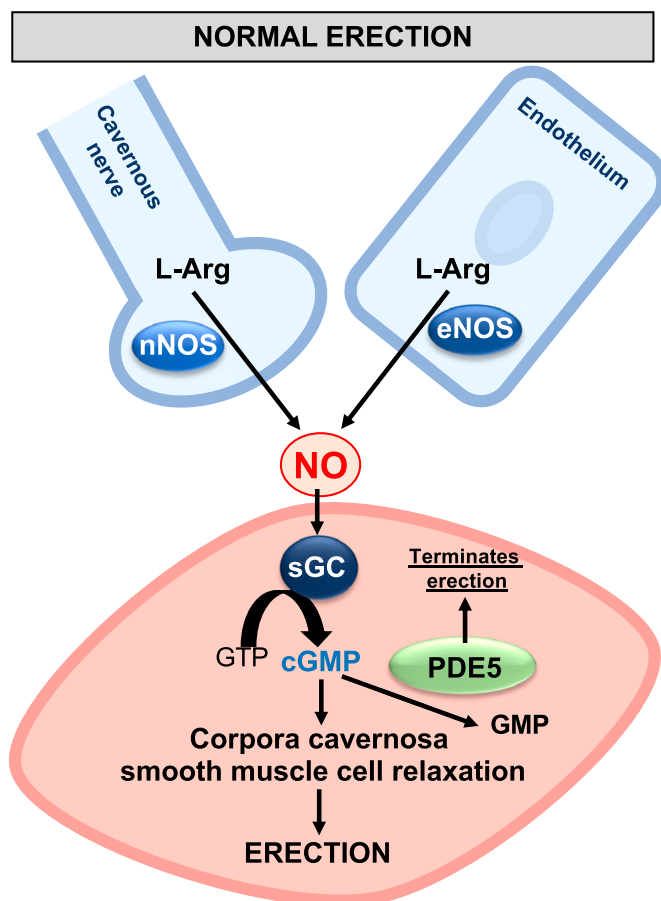 NORMAL ERECTION
Cavernous
nerve
Endothelium
L-Arg
L-Arg
nNOS
eNOS
NO
sGC
Terminates
erection
GTP
cGMP
PDE5
GMP
Corpora cavernosa
smooth muscle cell relaxation
ERECTION